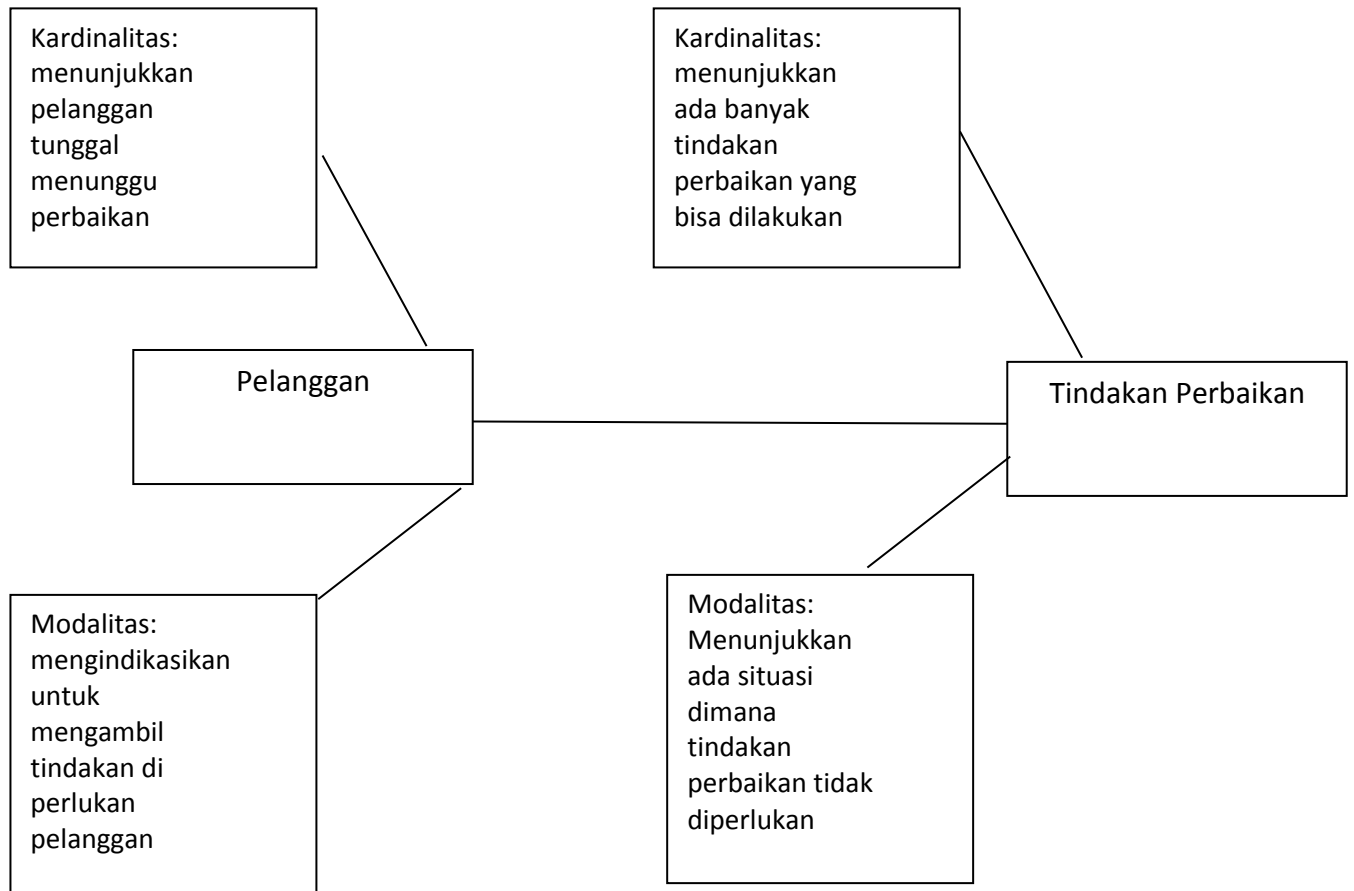 Kardinalitas:
menunjukkan
pelanggan
tunggal
menunggu
perbaikan
Kardinalitas:
menunjukkan
ada banyak
tindakan
perbaikan yang
bisa dilakukan
Pelanggan
Tindakan Perbaikan
Modalitas:
mengindikasikan
untuk
mengambil
tindakan di
perlukan
pelanggan
Modalitas:
Menunjukkan
ada situasi
dimana
tindakan
perbaikan tidak
diperlukan